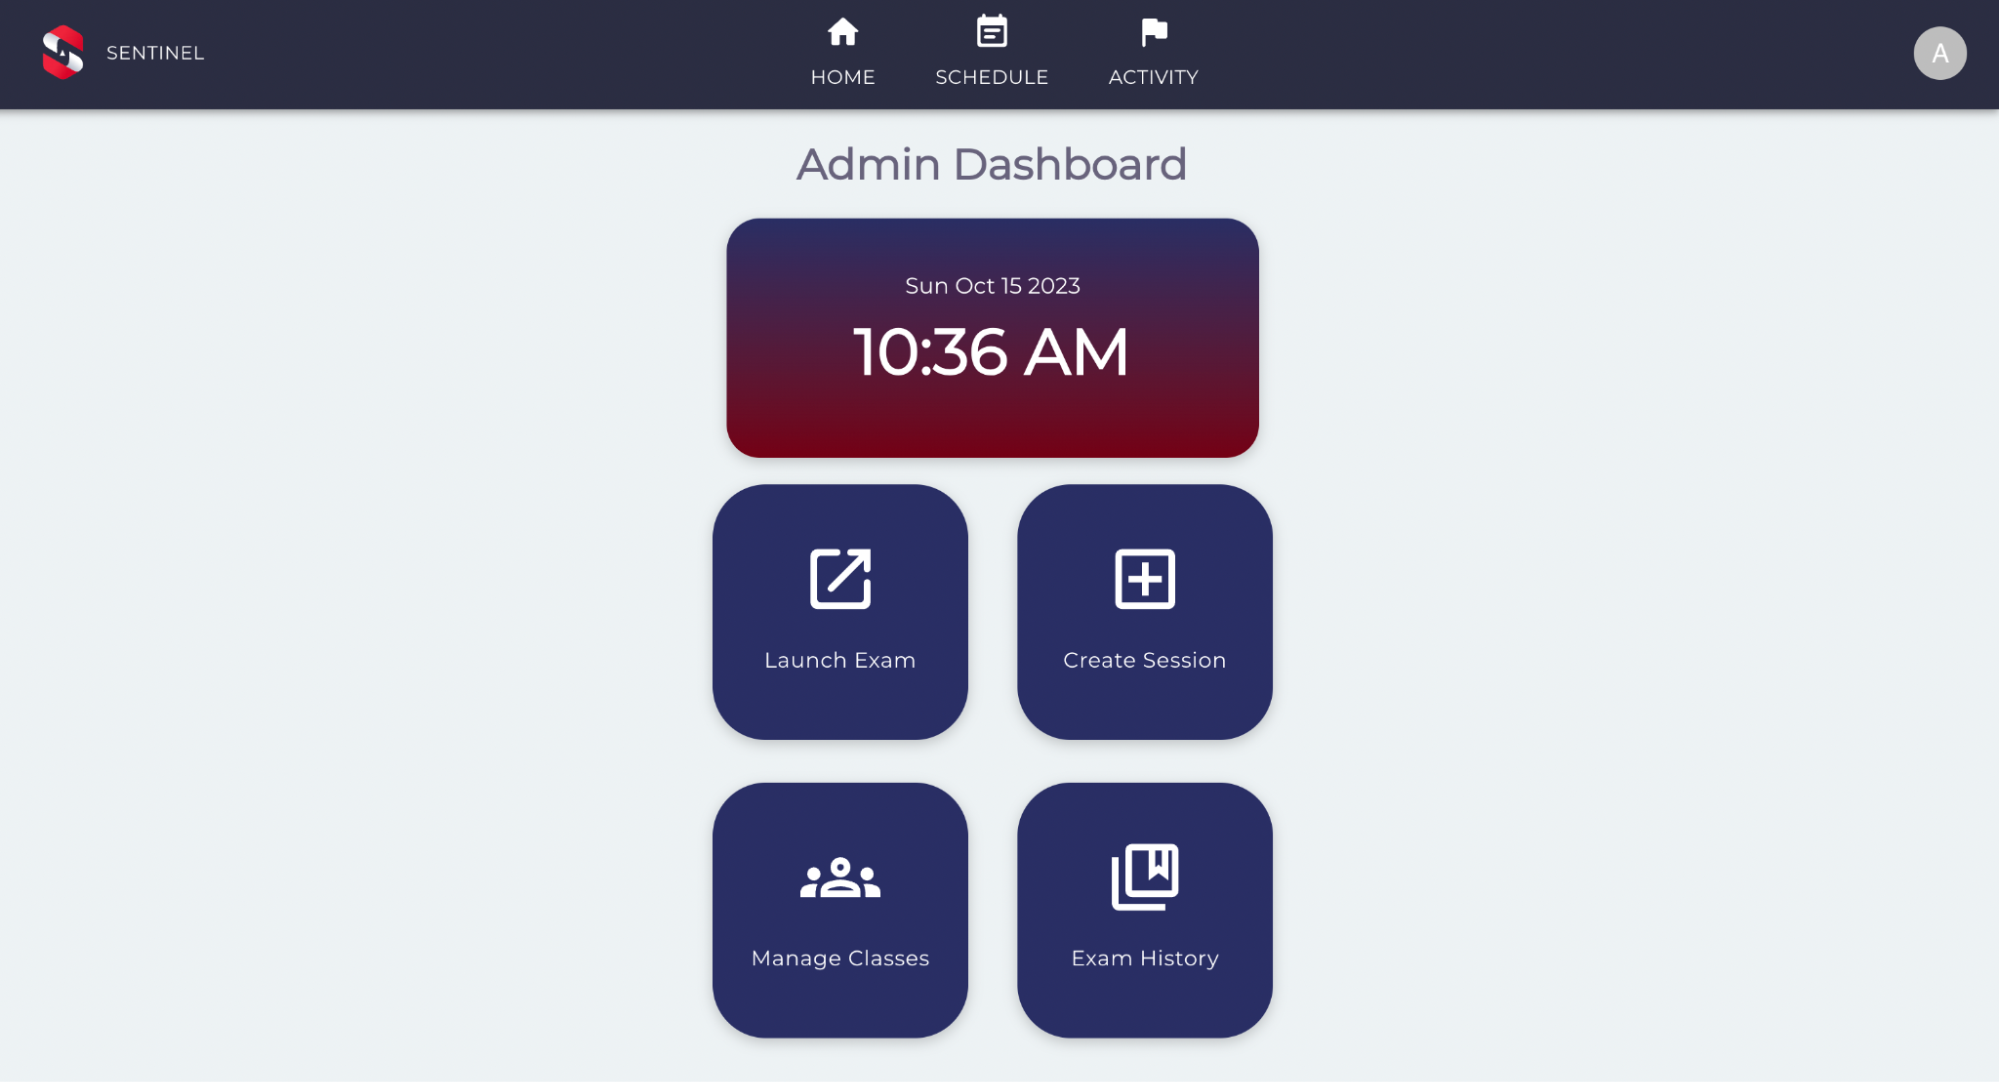 SENTINEL
HOME
SCHEDULE
ACTIVITY
A
Admin Dashboard
Sun Oct 15 2023
10:36 AM
Launch Exam
Create Session
Manage Classes
Exam History